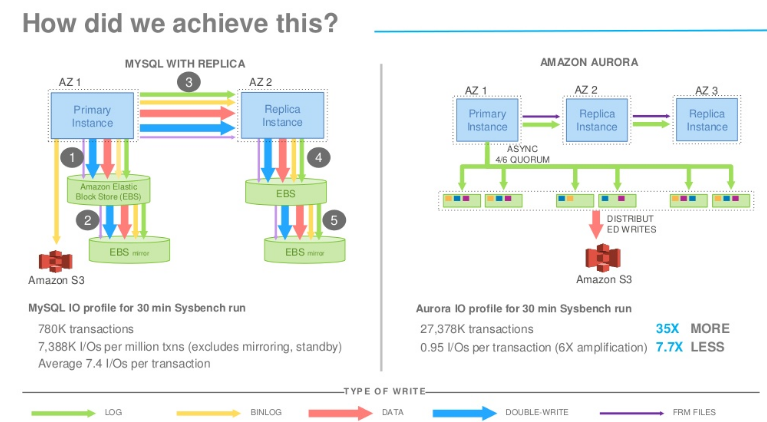 How did we achieve this?
MYSQL WITH REPLICA
AZ 1
3
AZ 2
Primary
Instance
Replica
Instance
1
4
Amazon Elastic
Block Store (EBS)
EBS
2
5
EBS mirror
EBS mirror
Amazon S3
MySQL IO profile for 30 min Sysbench run
780K transactions
7,388K I/Os per million txns (excludes mirroring, standby)
Average 7.4 I/Os per transaction
AMAZON AURORA
AZ 1
AZ 2
AZ 3
Primary
Instance
Replica
Instance
Replica
Instance
ASYNC
4/6 QUORUM
DISTRIBUT
ED WRITES
Amazon S3
Aurora IO profile for 30 min Sysbench run
27,378K transactions 35X MORE
0.95 I/Os per transaction (6X amplification) 7.7X LESS
TYPE OF WRITE
LOG
BINLOG
DATA
DOUBLE-WRITE
FRM FILES